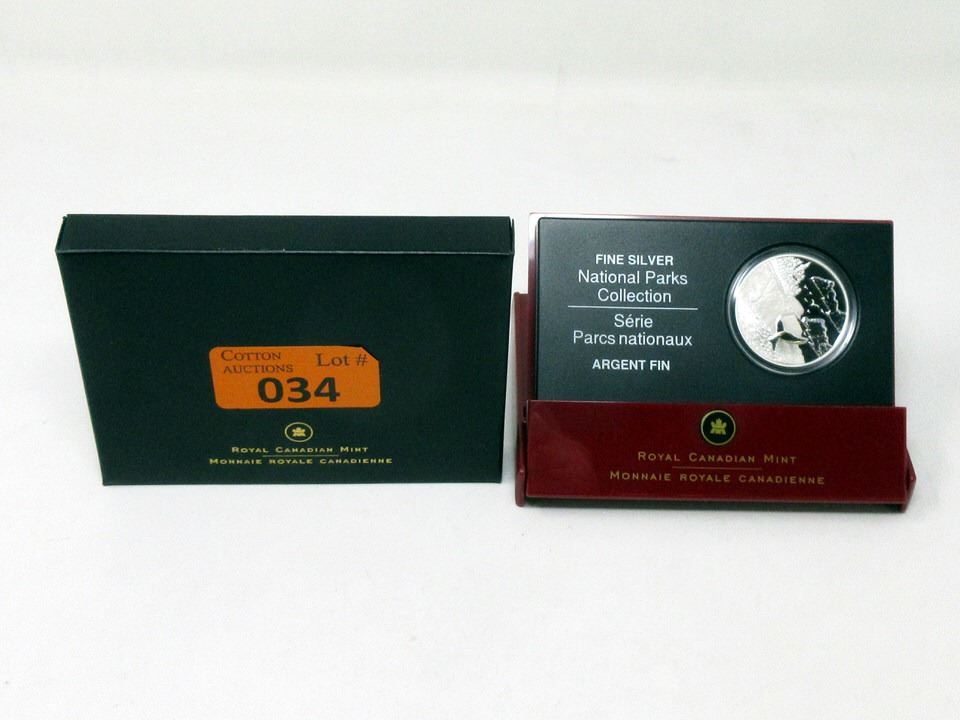 COTTON
AUCTIONS
Lot #
034
ROYAL CANADIAN MINT
MONNAIE ROYALE CANADIENNE
FINE SILVER
National Parks
Collection
Série
Parcs nationaux
ARGENT FIN
ROYAL CANADIAN MINT
MONNAIE ROYALE CANADIENNE